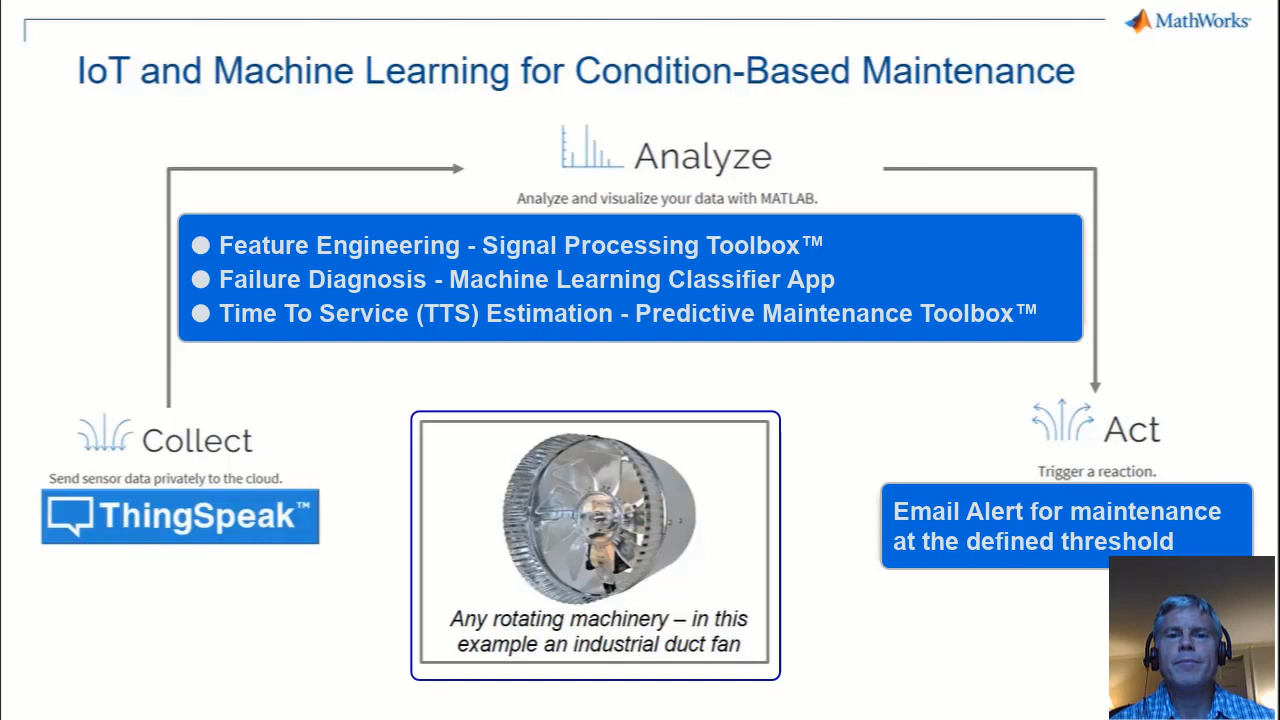 MathWorks
IoT and Machine Learning for Condition-Based Maintenance
Analyze
Analyze and visualize your data with MATLAB.
● Feature Engineering - Signal Processing Toolbox™
● Failure Diagnosis - Machine Learning Classifier App
● Time To Service (TTS) Estimation - Predictive Maintenance Toolbox™
Collect
Send sensor data privately to the cloud.
ThingSpeak™
Any rotating machinery – in this
example an industrial duct fan
Act
Trigger a reaction.
Email Alert for maintenance
at the defined threshold